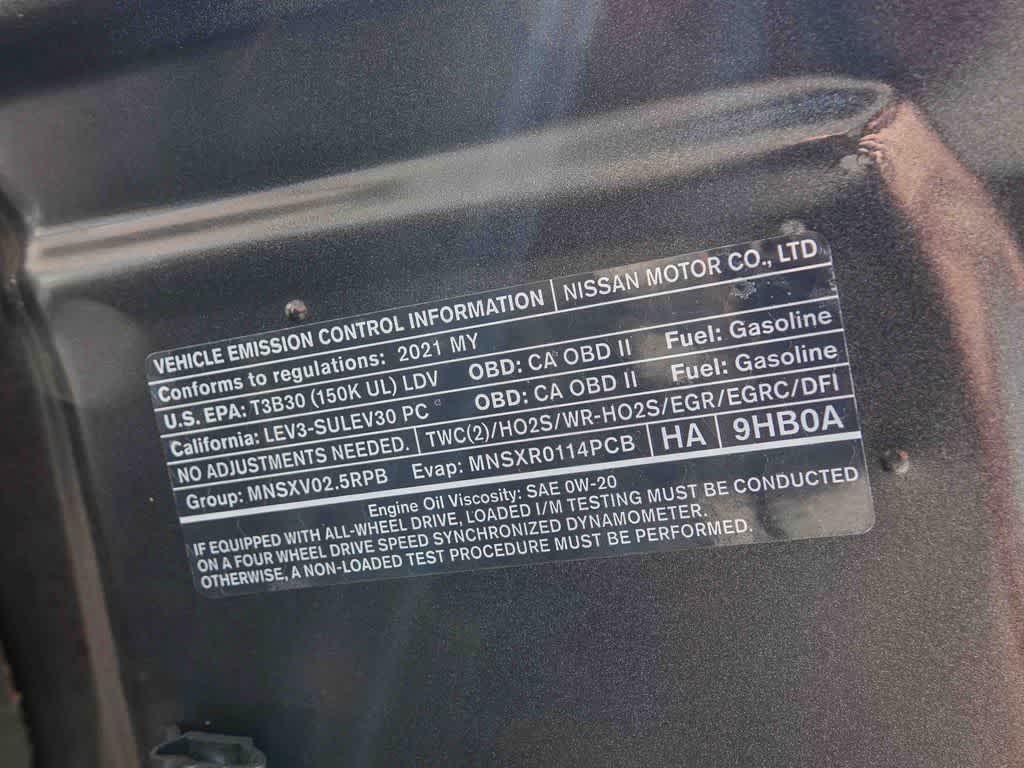 VEHICLE EMISSION CONTROL INFORMATION NISSAN MOTOR CO., LTD
Conforms to regulations: 2021 MY
U.S. EPA: T3B30 (150K UL) LDV OBD: CA OBD II Fuel: Gasoline
California: LEV3-SULEV30 PC OBD: CA OBD II Fuel: Gasoline
NO ADJUSTMENTS NEEDED. TWC(2)/HO2S/WR-HO2S/EGR/EGRC/DFI
Group: MNSXV02.5RPB Evap: MNSXR0114PCB HA 9HB0A
Engine Oil Viscosity: SAE 0W-20
IF EQUIPPED WITH ALL-WHEEL DRIVE, LOADED I/M TESTING MUST BE CONDUCTED
ON A FOUR WHEEL DRIVE SPEED SYNCHRONIZED DYNAMOMETER.
OTHERWISE, A NON-LOADED TEST PROCEDURE MUST BE PERFORMED.